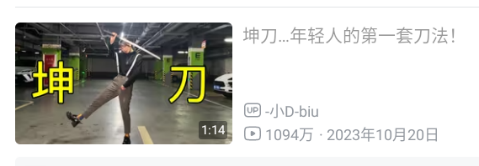 坤刀
1:14
坤刀...年轻人的第一套刀法！
UP -小D-biu
1094万 · 2023年10月20日